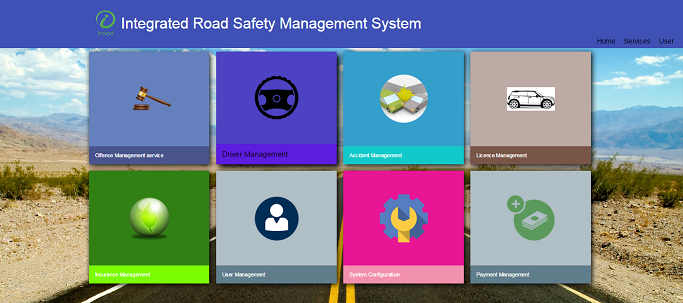 iroad
Integrated Road Safety Management System
Home Services User
Offence Management service
Driver Management
Accident Management
Licence Management
Insurance Management
User Management
System Configuration
Payment Management